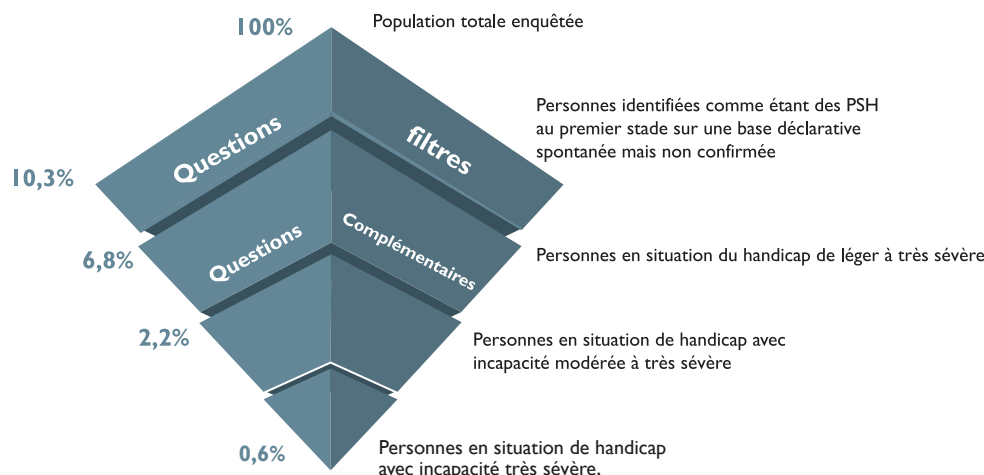 100%
Population totale enquêtée
Personnes identifiées comme étant des PSH
au premier stade sur une base déclarative
spontanée mais non confirmée
Questions
filtres
10,3%
Questions
Complémentaires
6,8%
Personnes en situation du handicap de léger à très sévère
2,2%
Personnes en situation de handicap avec
incapacité modérée à très sévère
0,6%
Personnes en situation de handicap
avec incapacité très sévère,